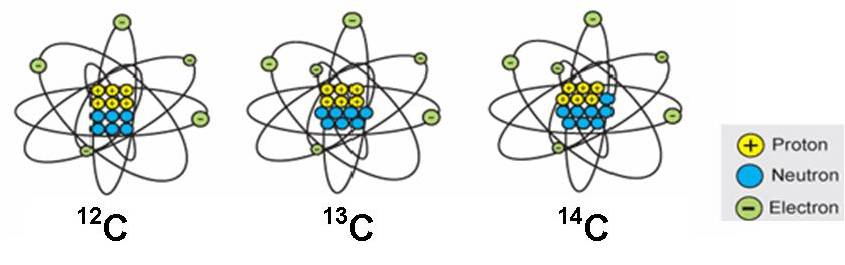 ¹²C
¹³C
¹⁴C
+ Proton
Neutron
− Electron